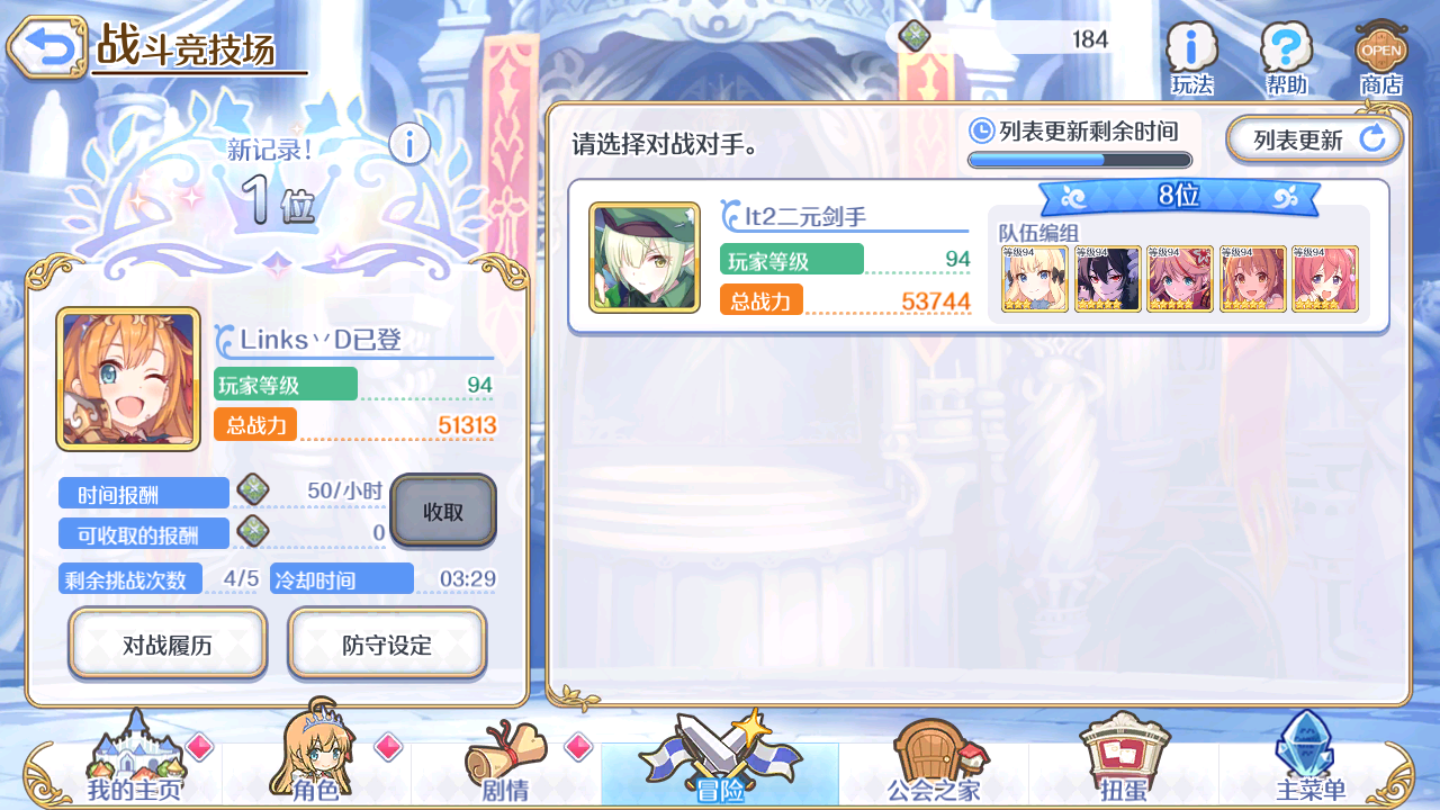 战斗竞技场
184
玩法
帮助
OPEN
商店
新记录!
1位
Links丷D已登
玩家等级 94
总战力 51313
时间报酬 50/小时
可收取的报酬 0
收取
剩余挑战次数 4/5 冷却时间 03:29
对战履历
防守设定
请选择对战对手。
列表更新剩余时间
列表更新
8位
lt2二元剑手
玩家等级 94
总战力 53744
队伍编组
等级94 等级94 等级94 等级94 等级94
我的主页
角色
剧情
冒险
公会之家
扭蛋
主菜单